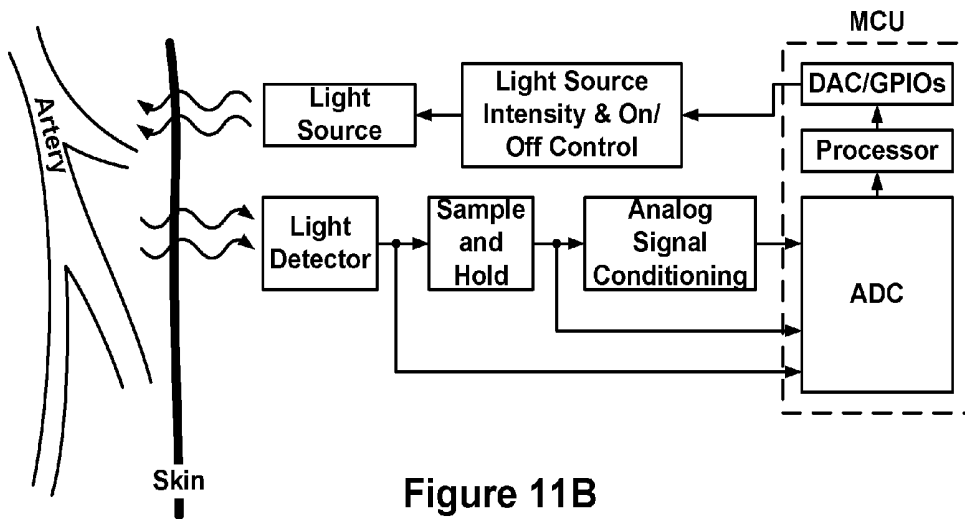 MCU
Light
Source
Light Source
Intensity & On/
Off Control
DAC/GPIOs
Processor
Artery
Light
Detector
Sample
and
Hold
Analog
Signal
Conditioning
ADC
Skin
Figure 11B